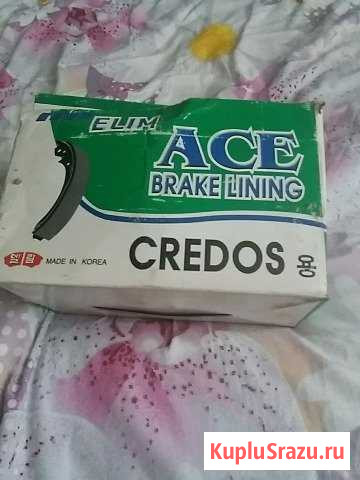 ELIM
ACE
BRAKE LINING
MADE IN KOREA
CREDOS
KupluSrazu.ru